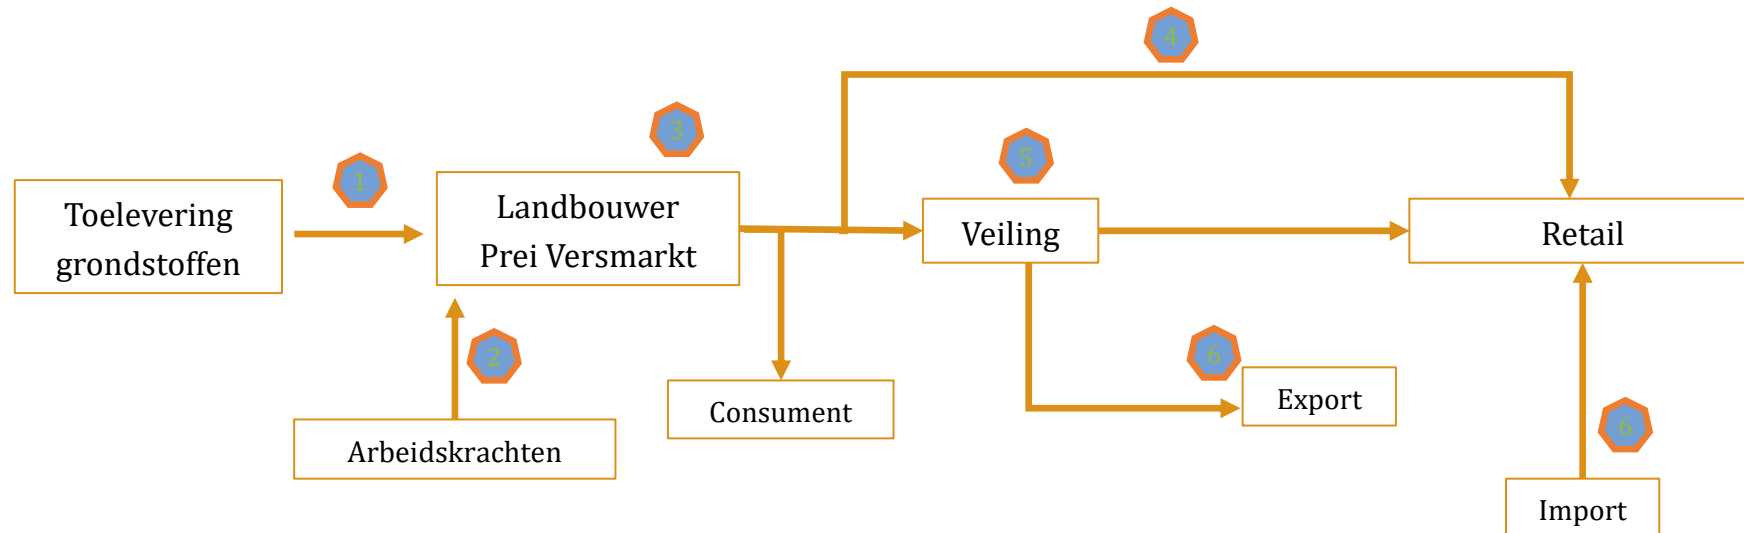 4
3
5
1
Toelevering
grondstoffen
Landbouwer
Prei Versmarkt
Veiling
Retail
2
6
Consument
Export
6
Arbeidskrachten
Import